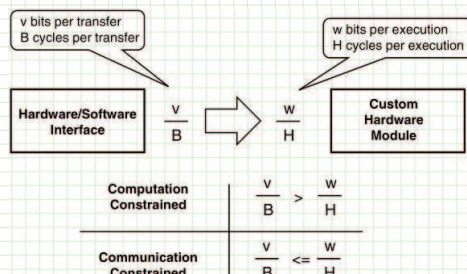 v bits per transfer
B cycles per transfer
w bits per execution
H cycles per execution
Hardware/Software
Interface
v
B
w
H
Custom
Hardware
Module
Computation
Constrained
v
B
>
w
H
Communication
Constrained
v
B
<=
w
H